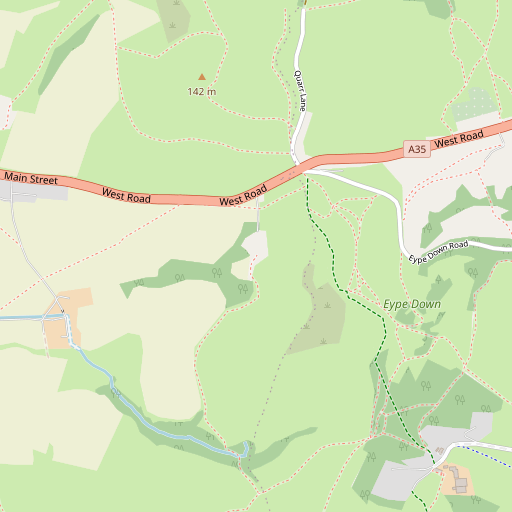 142 m
Quarr Lane
A35
West Road
Main Street
West Road
West Road
Eype Down Road
Eype Down